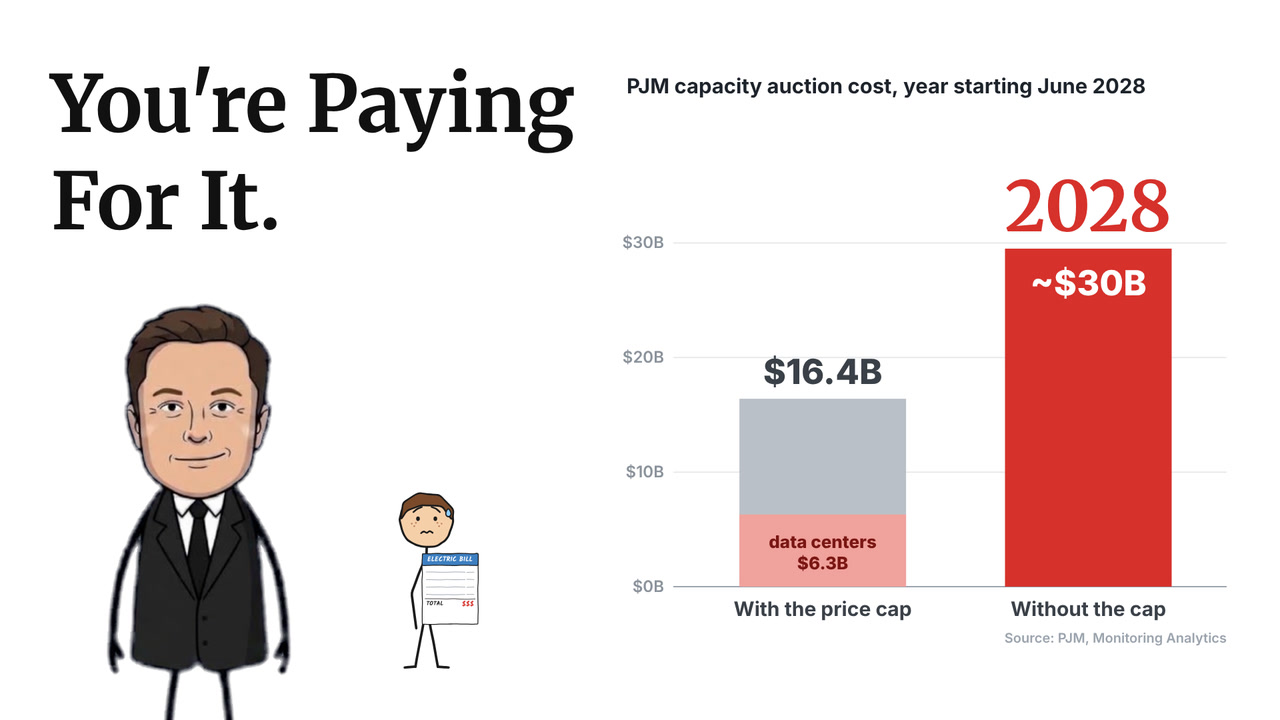 You're Paying
For It.
PJM capacity auction cost, year starting June 2028
2028
$30B
~$30B
$20B
$16.4B
$10B
data centers
$6.3B
$0B
With the price cap
Without the cap
Source: PJM, Monitoring Analytics
ELECTRIC BILL
TOTAL $$$